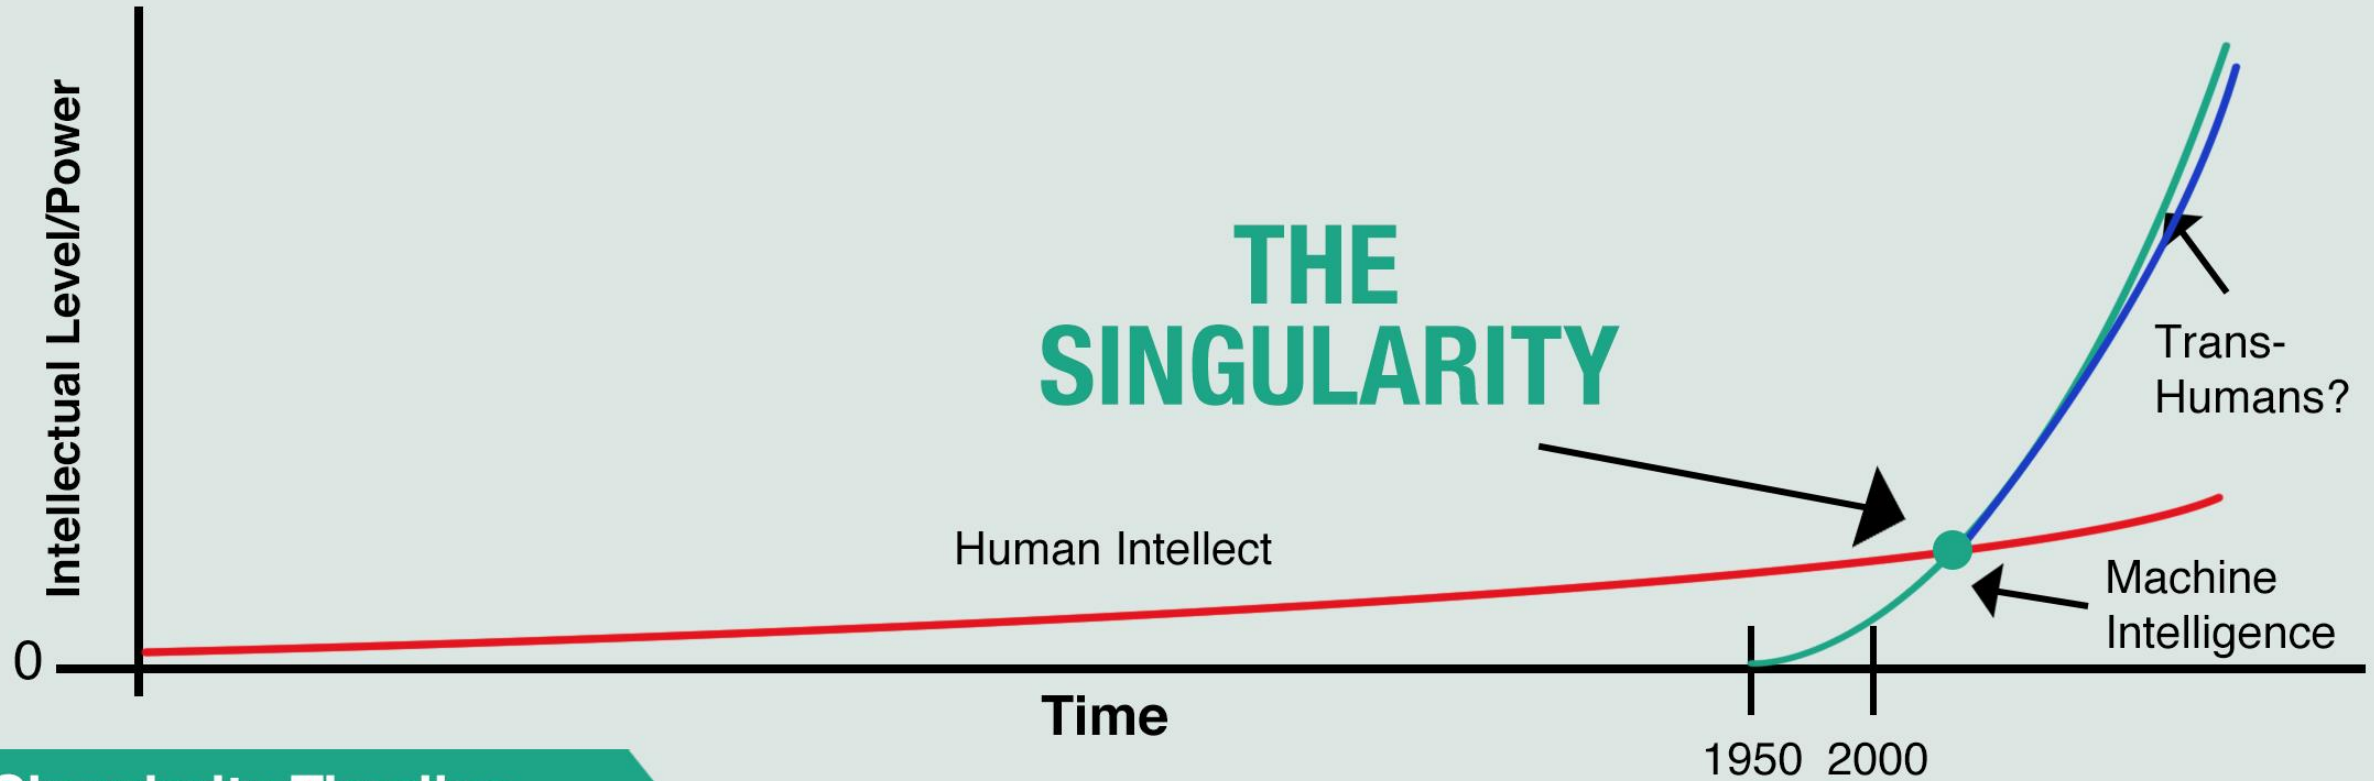 Intellectual Level/Power
THE
SINGULARITY
Trans-
Humans?
Human Intellect
Machine
Intelligence
0
Time
1950 2000